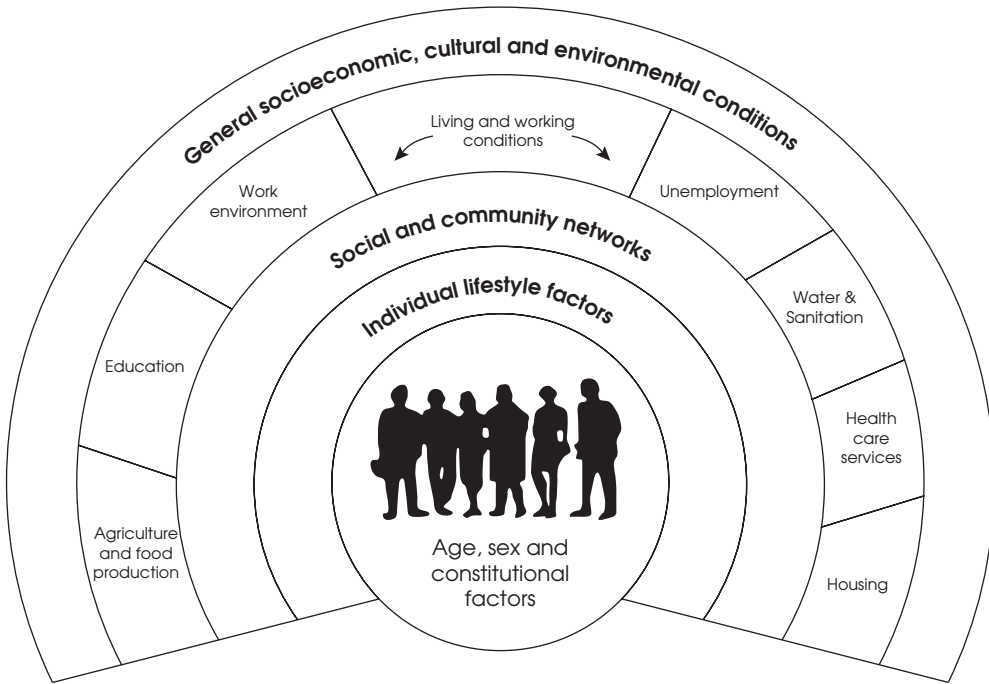 General socioeconomic, cultural and environmental conditions
Living and working
conditions
Work
environment
Unemployment
Education
Water &
Sanitation
Agriculture
and food
production
Health
care
services
Housing
Social and community networks
Individual lifestyle factors
Age, sex and
constitutional
factors